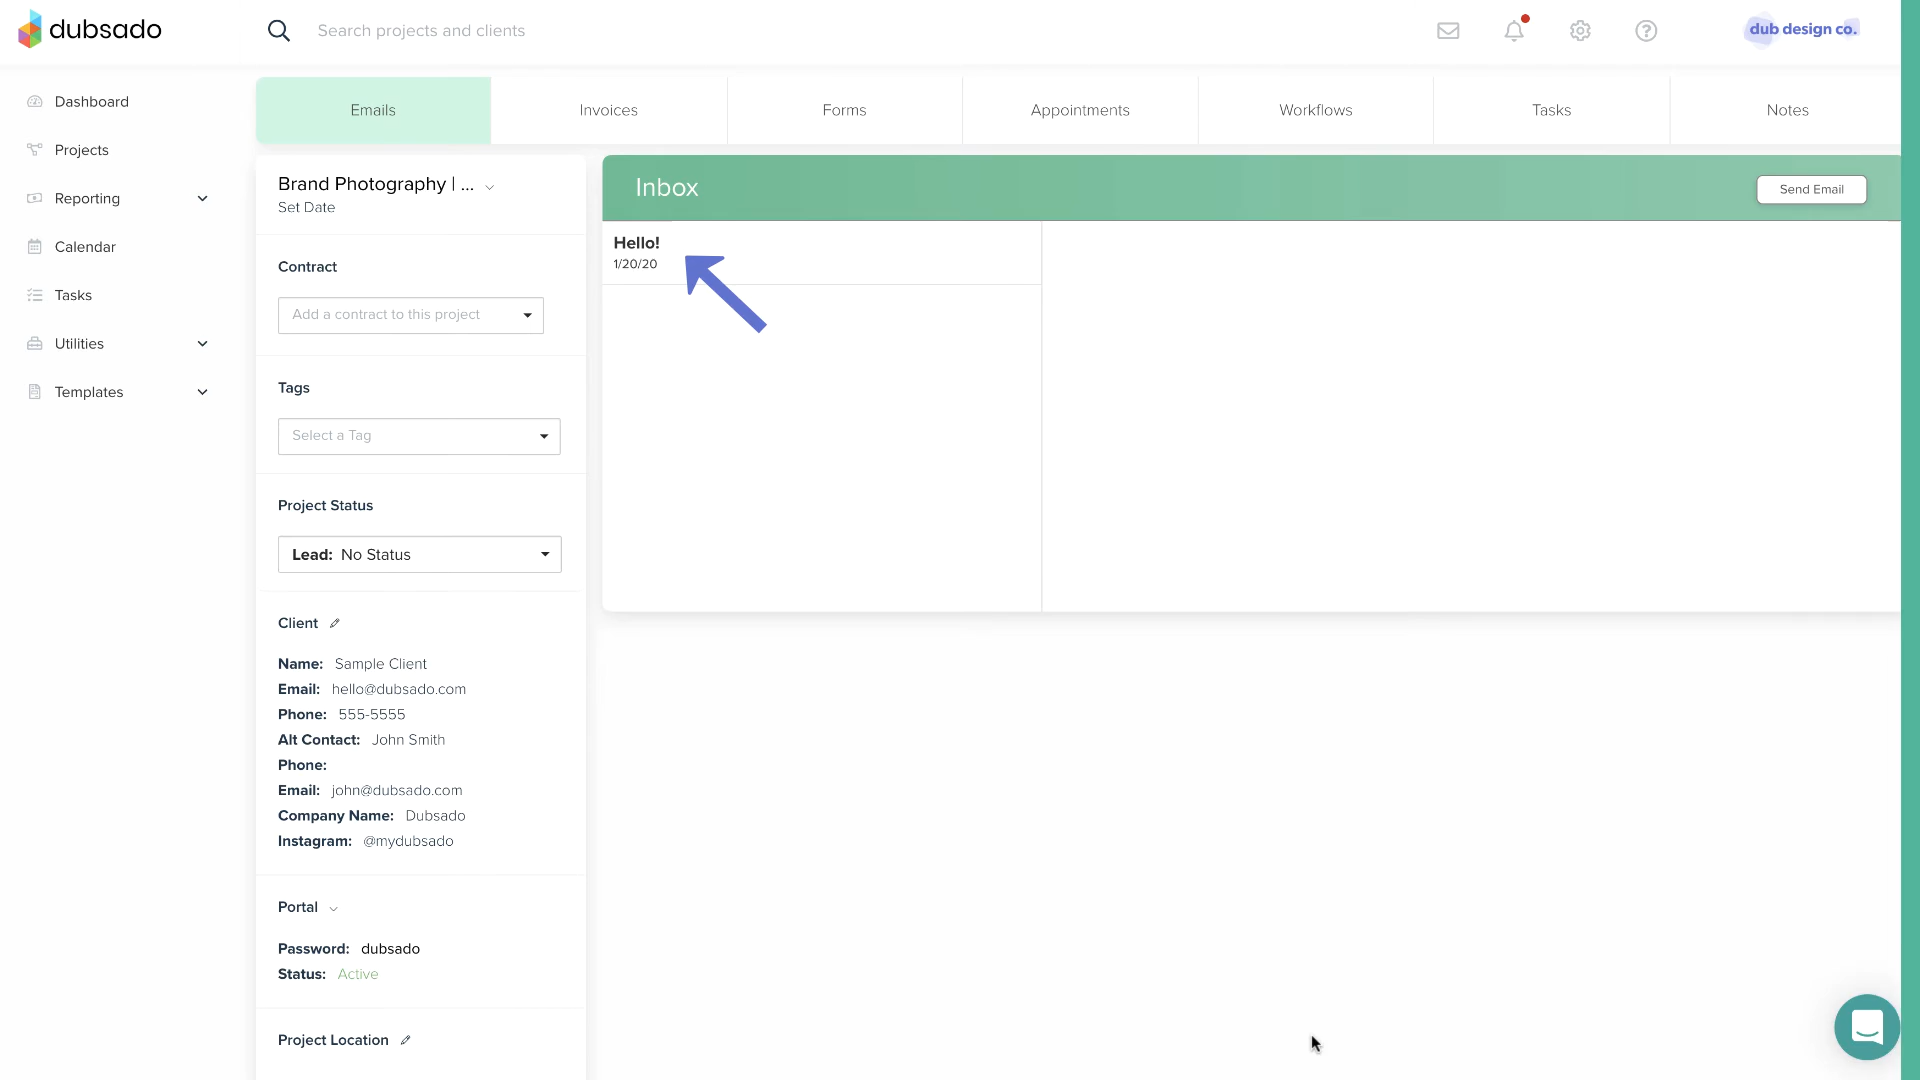 dubsado
Search projects and clients
dub design co.
Dashboard
Projects
Reporting
Calendar
Tasks
Utilities
Templates
Emails
Invoices
Forms
Appointments
Workflows
Tasks
Notes
Brand Photography | ...
Set Date
Contract
Add a contract to this project
Tags
Select a Tag
Project Status
Lead: No Status
Client
Name: Sample Client
Email: hello@dubsado.com
Phone: 555-5555
Alt Contact: John Smith
Phone:
Email: john@dubsado.com
Company Name: Dubsado
Instagram: @mydubsado
Portal
Password: dubsado
Status: Active
Project Location
Inbox
Send Email
Hello!
1/20/20